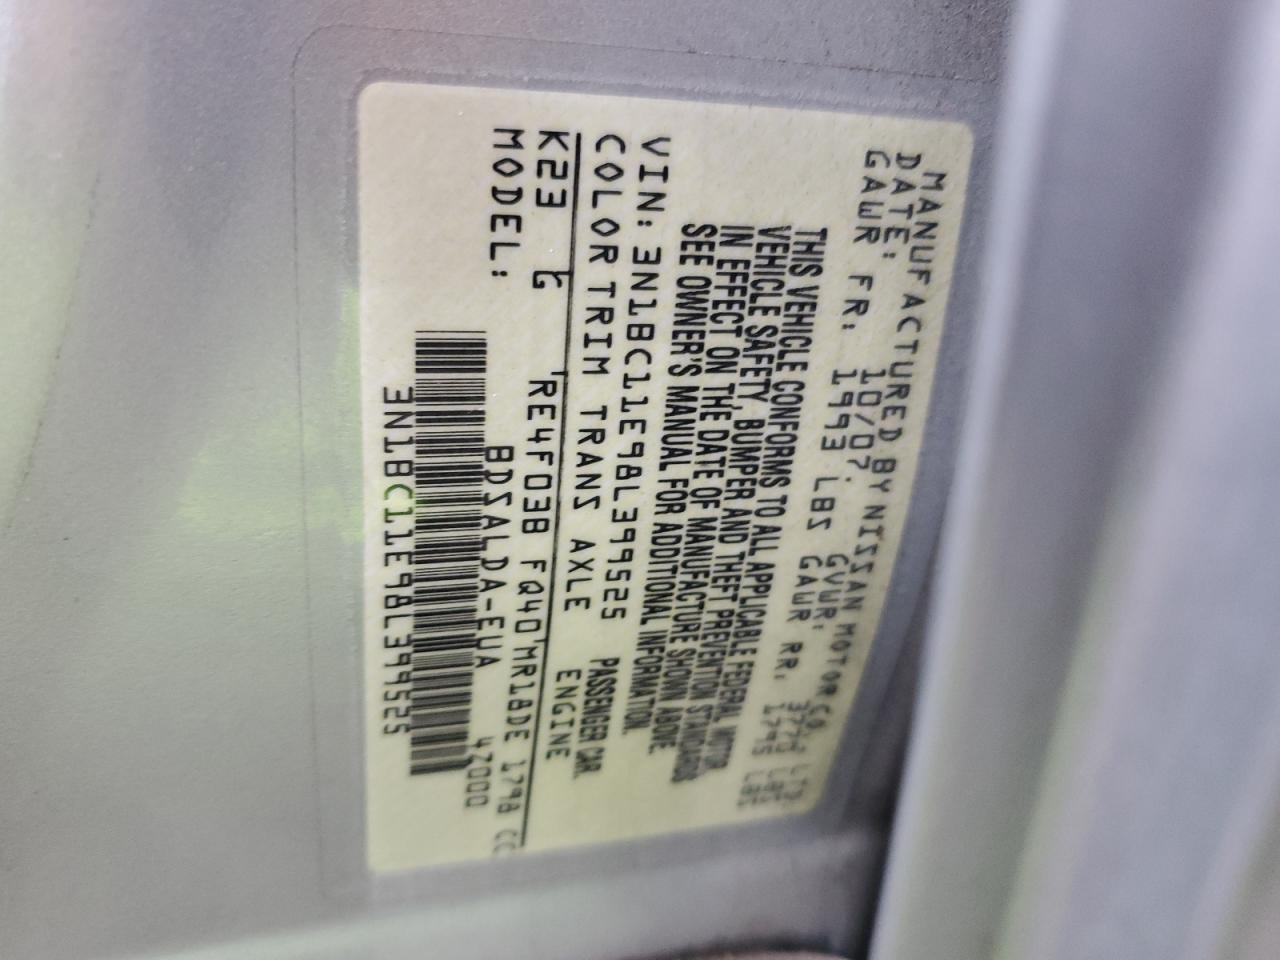 MANUFACTURED BY NISSAN MOTOR CO., LTD.
DATE: 10/07. GVWR: 3770 LBS
GAWR FR: 1993 LBS GAWR RR: 1795 LBS
THIS VEHICLE CONFORMS TO ALL APPLICABLE FEDERAL MOTOR
VEHICLE SAFETY, BUMPER AND THEFT PREVENTION STANDARDS
IN EFFECT ON THE DATE OF MANUFACTURE SHOWN ABOVE.
SEE OWNER'S MANUAL FOR ADDITIONAL INFORMATION.
VIN: 3N1BC11E98L399525 PASSENGER CAR.
COLOR TRIM TRANS AXLE ENGINE
K23 G RE4F03B FQ40 MR18DE 1798 CC
MODEL: BDSALDA-EUA 4Z000
3N1BC11E98L399525